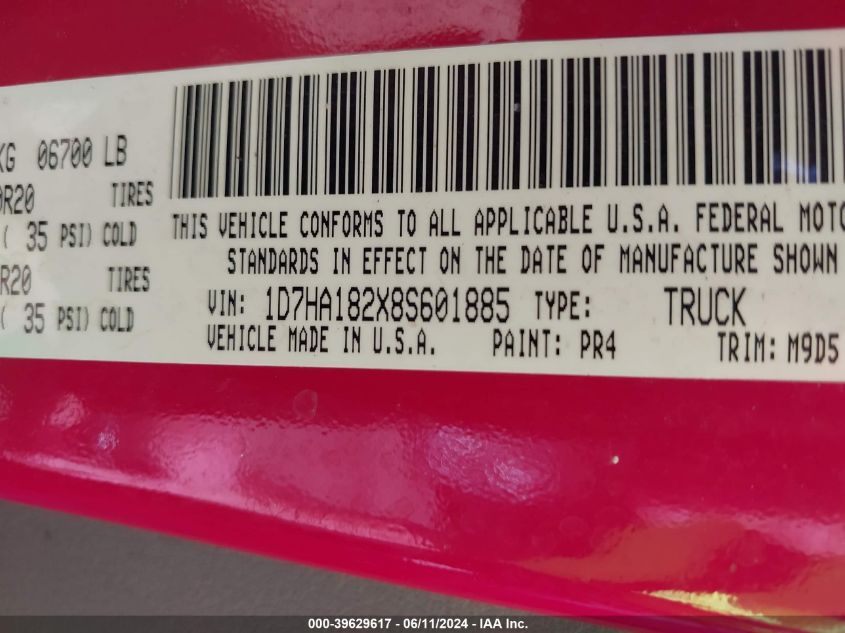 KG 06700 LB
0R20 TIRES
( 35 PSI) COLD
R20 TIRES
( 35 PSI) COLD
THIS VEHICLE CONFORMS TO ALL APPLICABLE U.S.A. FEDERAL MOTO
STANDARDS IN EFFECT ON THE DATE OF MANUFACTURE SHOWN
VIN: 1D7HA182X8S601885 TYPE: TRUCK
VEHICLE MADE IN U.S.A. PAINT: PR4 TRIM: M9D5
000-39629617 - 06/11/2024 - IAA Inc.